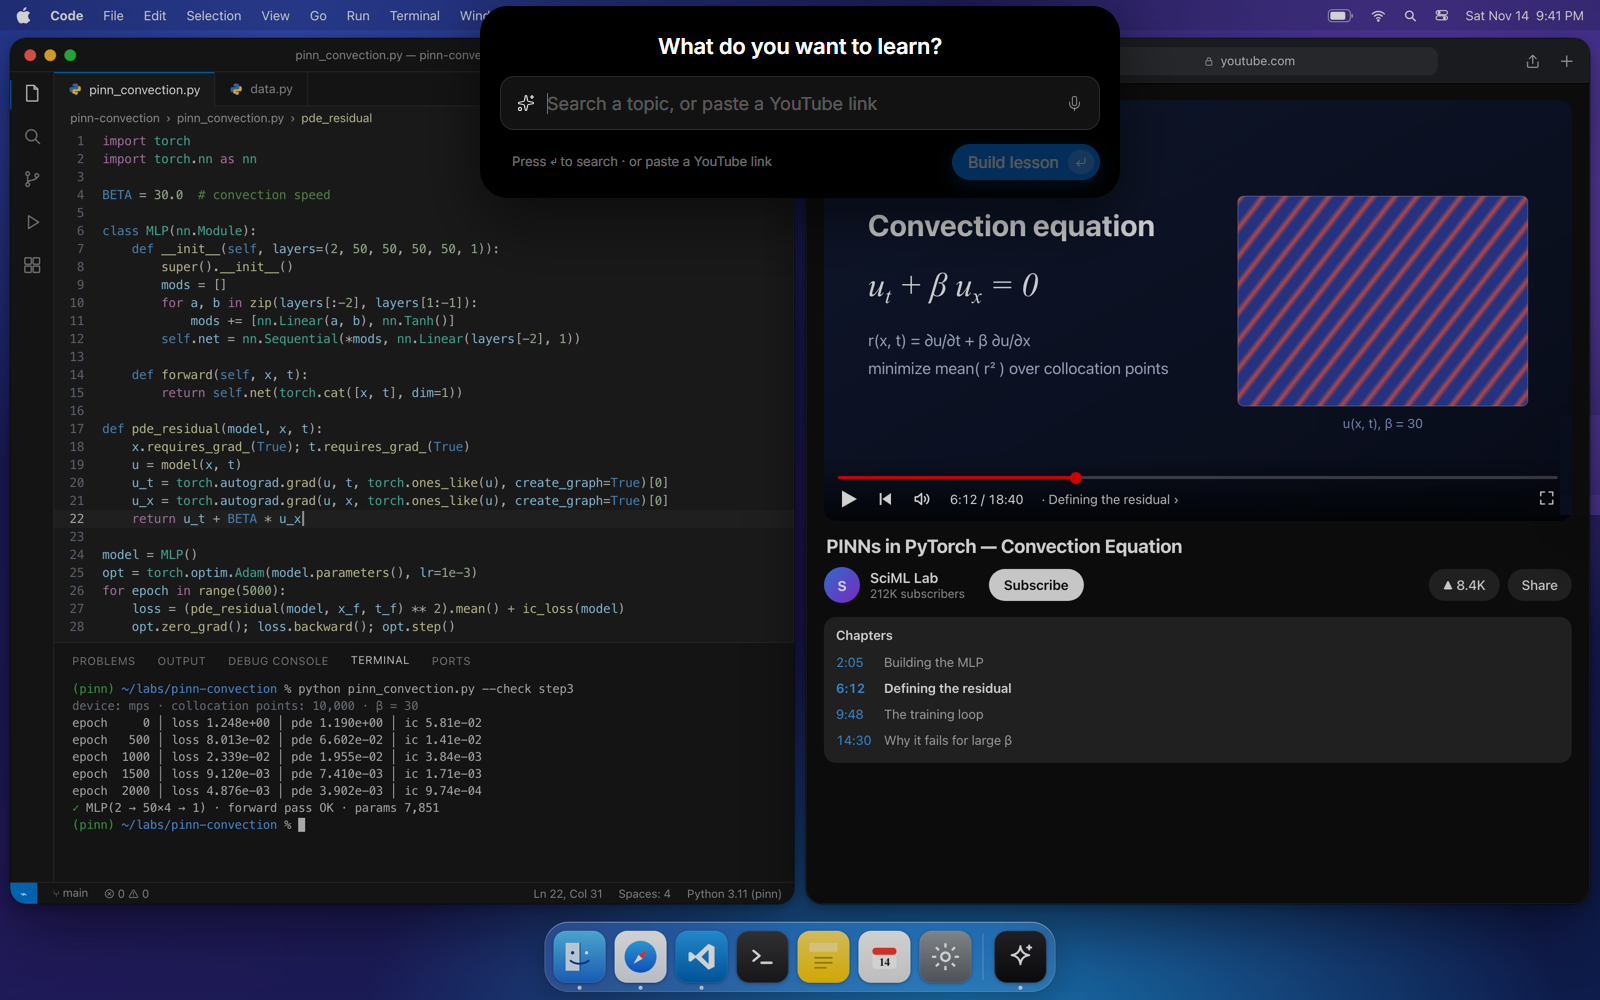 Code File Edit Selection View Go Run Terminal
Sat Nov 14 9:41 PM
What do you want to learn?
Search a topic, or paste a YouTube link
Press ↵ to search · or paste a YouTube link
Build lesson ↵
pinn_convection.py — pinn-conve
pinn_convection.py
data.py
pinn-convection › pinn_convection.py › pde_residual
1 import torch
2 import torch.nn as nn
3
4 BETA = 30.0  # convection speed
5
6 class MLP(nn.Module):
7     def __init__(self, layers=(2, 50, 50, 50, 50, 1)):
8         super().__init__()
9         mods = []
10         for a, b in zip(layers[:-2], layers[1:-1]):
11             mods += [nn.Linear(a, b), nn.Tanh()]
12         self.net = nn.Sequential(*mods, nn.Linear(layers[-2], 1))
13
14     def forward(self, x, t):
15         return self.net(torch.cat([x, t], dim=1))
16
17 def pde_residual(model, x, t):
18     x.requires_grad_(True); t.requires_grad_(True)
19     u = model(x, t)
20     u_t = torch.autograd.grad(u, t, torch.ones_like(u), create_graph=True)[0]
21     u_x = torch.autograd.grad(u, x, torch.ones_like(u), create_graph=True)[0]
22     return u_t + BETA * u_x
23
24 model = MLP()
25 opt = torch.optim.Adam(model.parameters(), lr=1e-3)
26 for epoch in range(5000):
27     loss = (pde_residual(model, x_f, t_f) ** 2).mean() + ic_loss(model)
28     opt.zero_grad(); loss.backward(); opt.step()
PROBLEMS OUTPUT DEBUG CONSOLE TERMINAL PORTS
(pinn) ~/labs/pinn-convection % python pinn_convection.py --check step3
device: mps · collocation points: 10,000 · β = 30
epoch     0 | loss 1.248e+00 | pde 1.190e+00 | ic 5.81e-02
epoch   500 | loss 8.013e-02 | pde 6.602e-02 | ic 1.41e-02
epoch  1000 | loss 2.339e-02 | pde 1.955e-02 | ic 3.84e-03
epoch  1500 | loss 9.120e-03 | pde 7.410e-03 | ic 1.71e-03
epoch  2000 | loss 4.876e-03 | pde 3.902e-03 | ic 9.74e-04
✓ MLP(2 → 50×4 → 1) · forward pass OK · params 7,851
(pinn) ~/labs/pinn-convection %
main 0 0 Ln 22, Col 31 Spaces: 4 Python 3.11 (pinn)
youtube.com
Convection equation
u_t + β u_x = 0
r(x, t) = ∂u/∂t + β ∂u/∂x
minimize mean( r² ) over collocation points
u(x, t), β = 30
6:12 / 18:40 · Defining the residual ›
PINNs in PyTorch — Convection Equation
S
SciML Lab
212K subscribers
Subscribe
▲ 8.4K
Share
Chapters
2:05 Building the MLP
6:12 Defining the residual
9:48 The training loop
14:30 Why it fails for large β
14